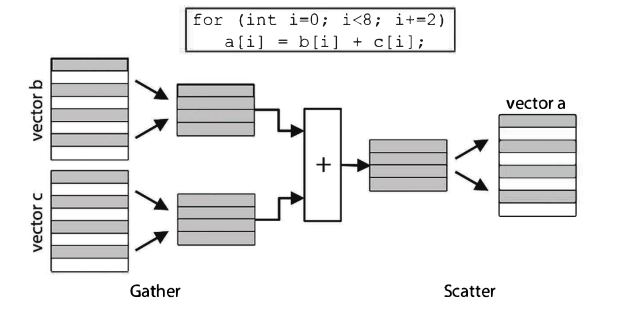 for (int i=0; i<8; i+=2)
a[i] = b[i] + c[i];
vector b
vector a
+
vector c
Gather
Scatter